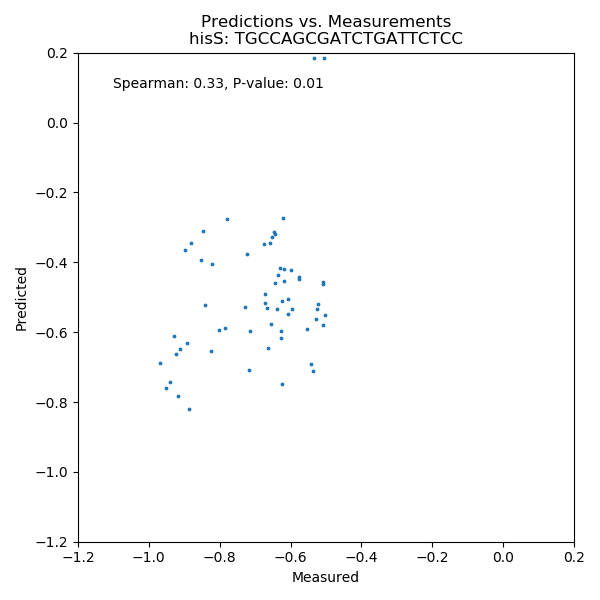 Predictions vs. Measurements
hisS: TGCCAGCGATCTGATTCTCC
0.2
Spearman: 0.33, P-value: 0.01
0.0
−0.2
−0.4
Predicted
−0.6
−0.8
−1.0
−1.2
−1.2 −1.0 −0.8 −0.6 −0.4 −0.2 0.0 0.2
Measured